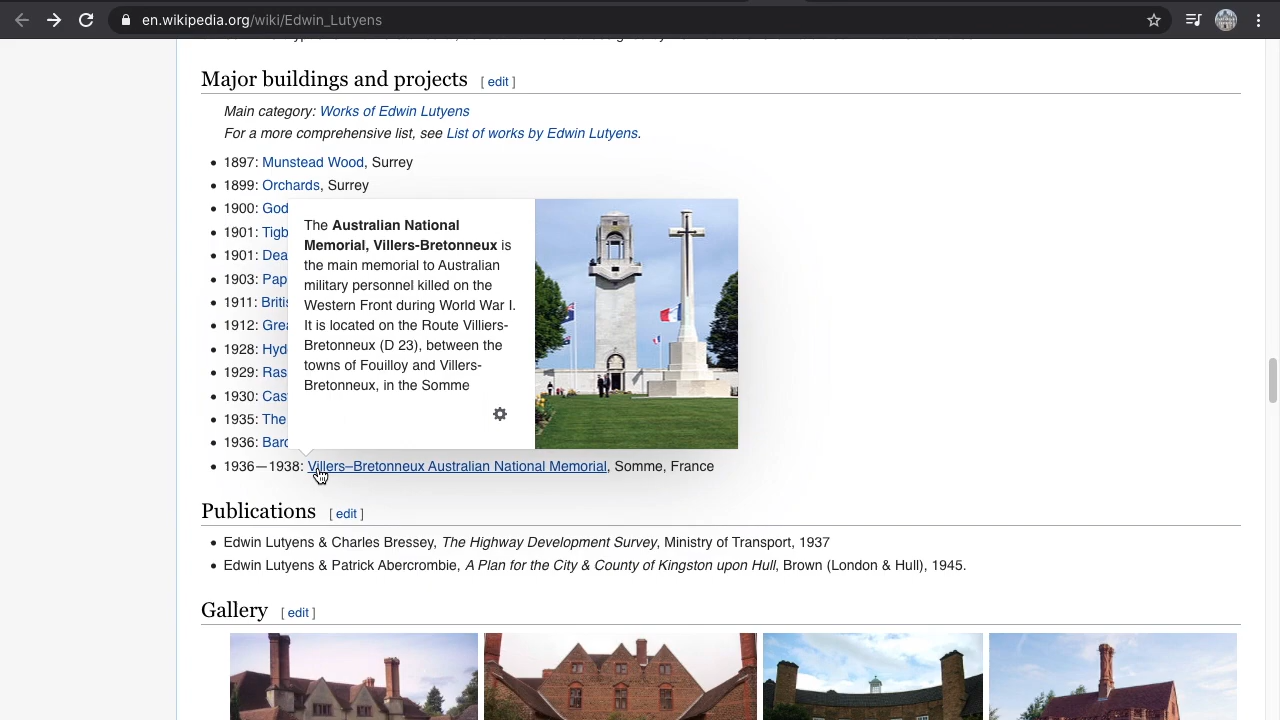 en.wikipedia.org/wiki/Edwin_Lutyens
Major buildings and projects [ edit ]
Main category: Works of Edwin Lutyens
For a more comprehensive list, see List of works by Edwin Lutyens.
1897: Munstead Wood, Surrey
1899: Orchards, Surrey
1900: God
1901: Tigb
1901: Dea
1903: Pap
1911: Britis
1912: Grea
1928: Hyd
1929: Ras
1930: Cas
1935: The
1936: Baro
The Australian National
Memorial, Villers-Bretonneux is
the main memorial to Australian
military personnel killed on the
Western Front during World War I.
It is located on the Route Villiers-
Bretonneux (D 23), between the
towns of Fouilloy and Villers-
Bretonneux, in the Somme
1936—1938: Villers–Bretonneux Australian National Memorial, Somme, France
Publications [ edit ]
Edwin Lutyens & Charles Bressey, The Highway Development Survey, Ministry of Transport, 1937
Edwin Lutyens & Patrick Abercrombie, A Plan for the City & County of Kingston upon Hull, Brown (London & Hull), 1945.
Gallery [ edit ]